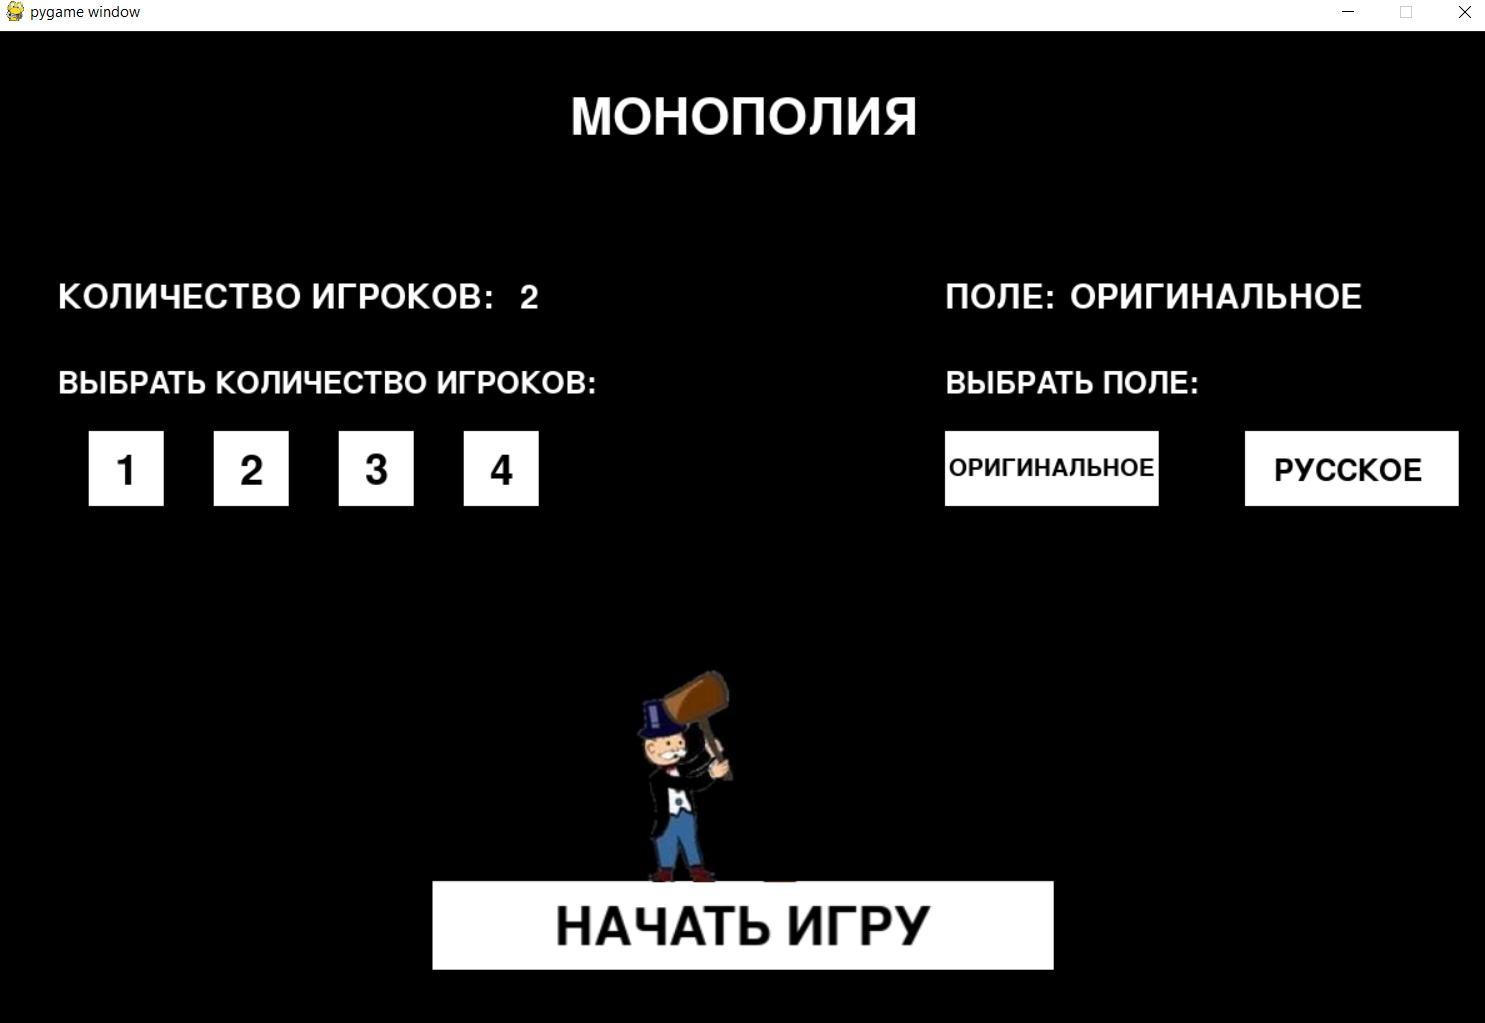 pygame window
МОНОПОЛИЯ
КОЛИЧЕСТВО ИГРОКОВ: 2
ПОЛЕ: ОРИГИНАЛЬНОЕ
ВЫБРАТЬ КОЛИЧЕСТВО ИГРОКОВ:
ВЫБРАТЬ ПОЛЕ:
1 2 3 4
ОРИГИНАЛЬНОЕ
РУССКОЕ
НАЧАТЬ ИГРУ